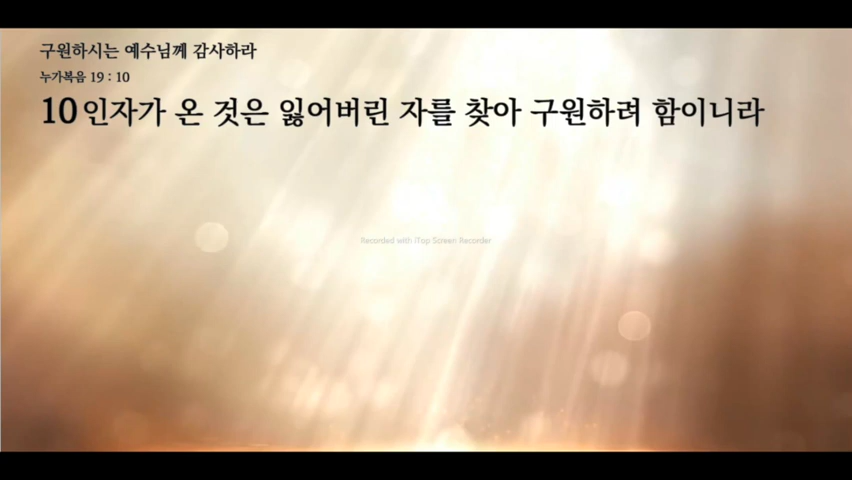 구원하시는 예수님께 감사하라
누가복음 19 : 10
10 인자가 온 것은 잃어버린 자를 찾아 구원하려 함이니라
Recorded with iTop Screen Recorder